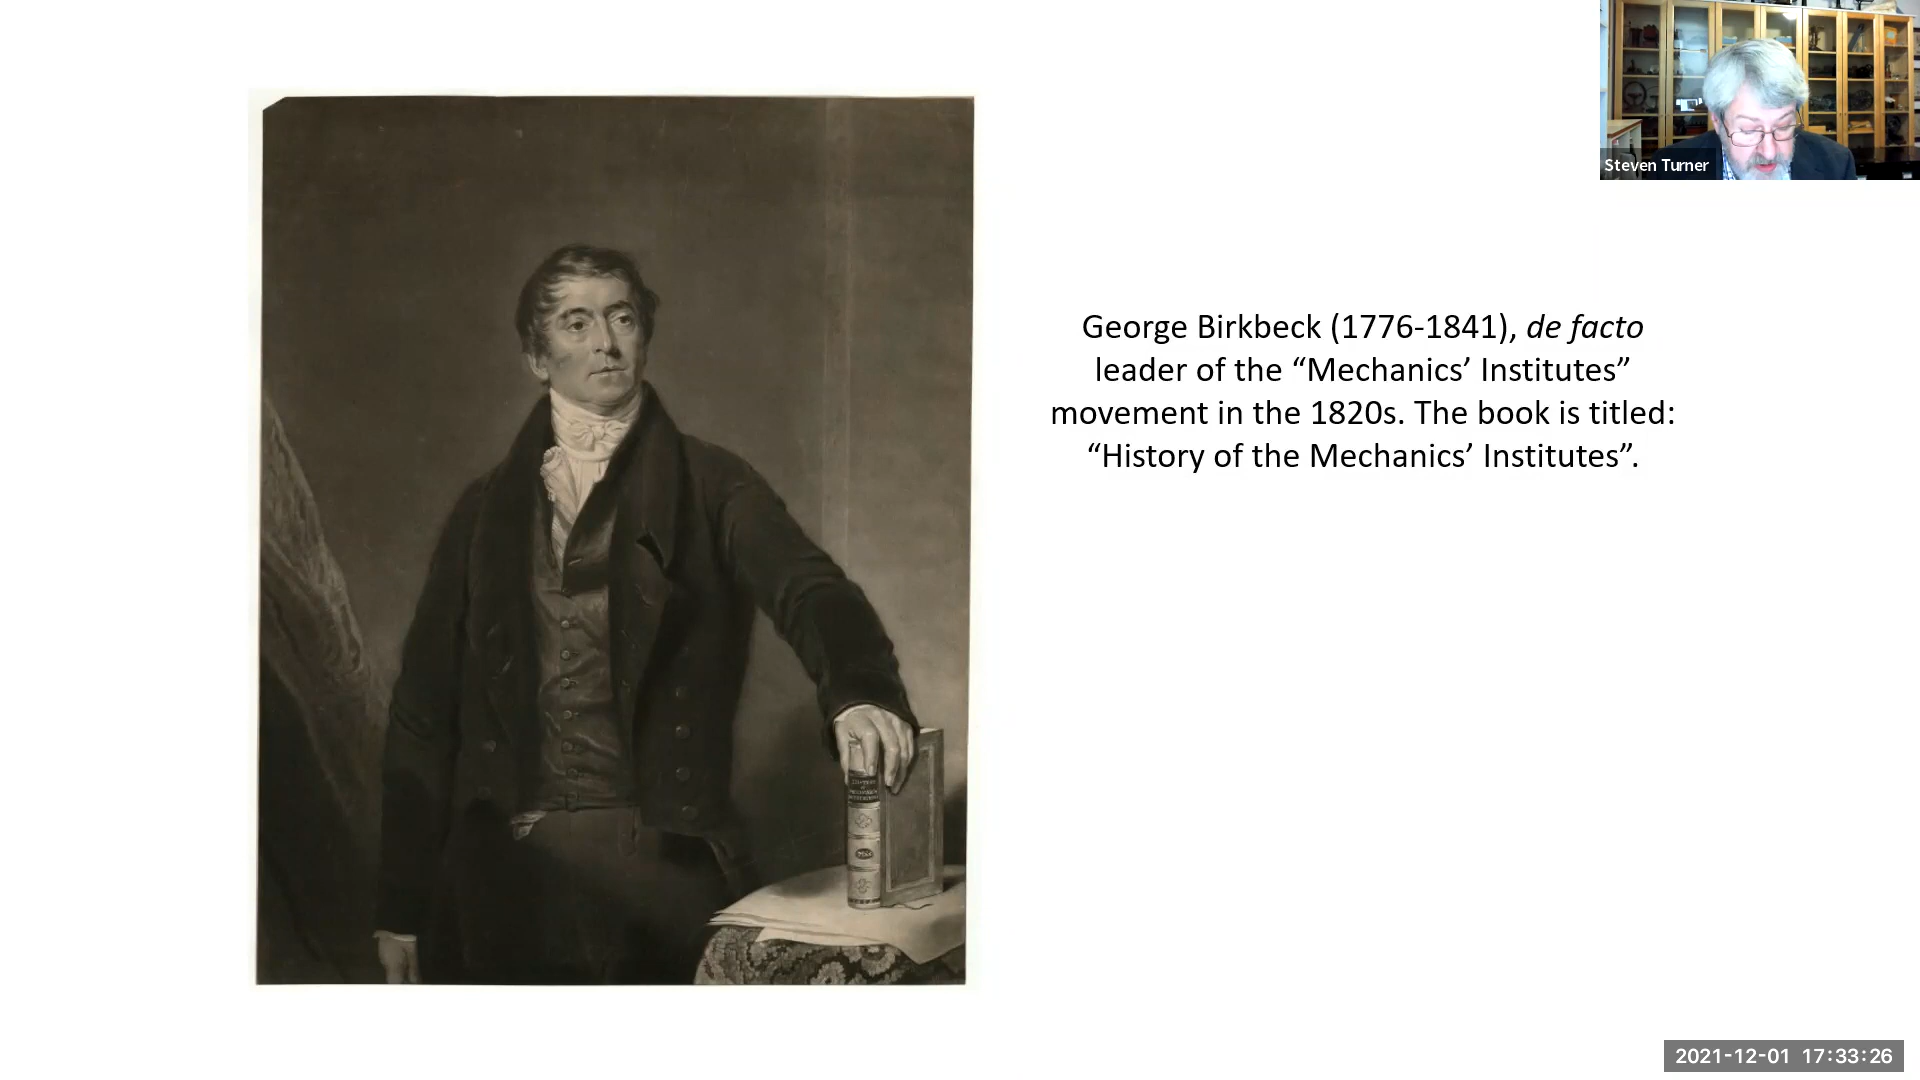 Steven Turner
George Birkbeck (1776-1841), de facto
leader of the “Mechanics’ Institutes”
movement in the 1820s. The book is titled:
“History of the Mechanics’ Institutes”.
2021-12-01 17:33:26